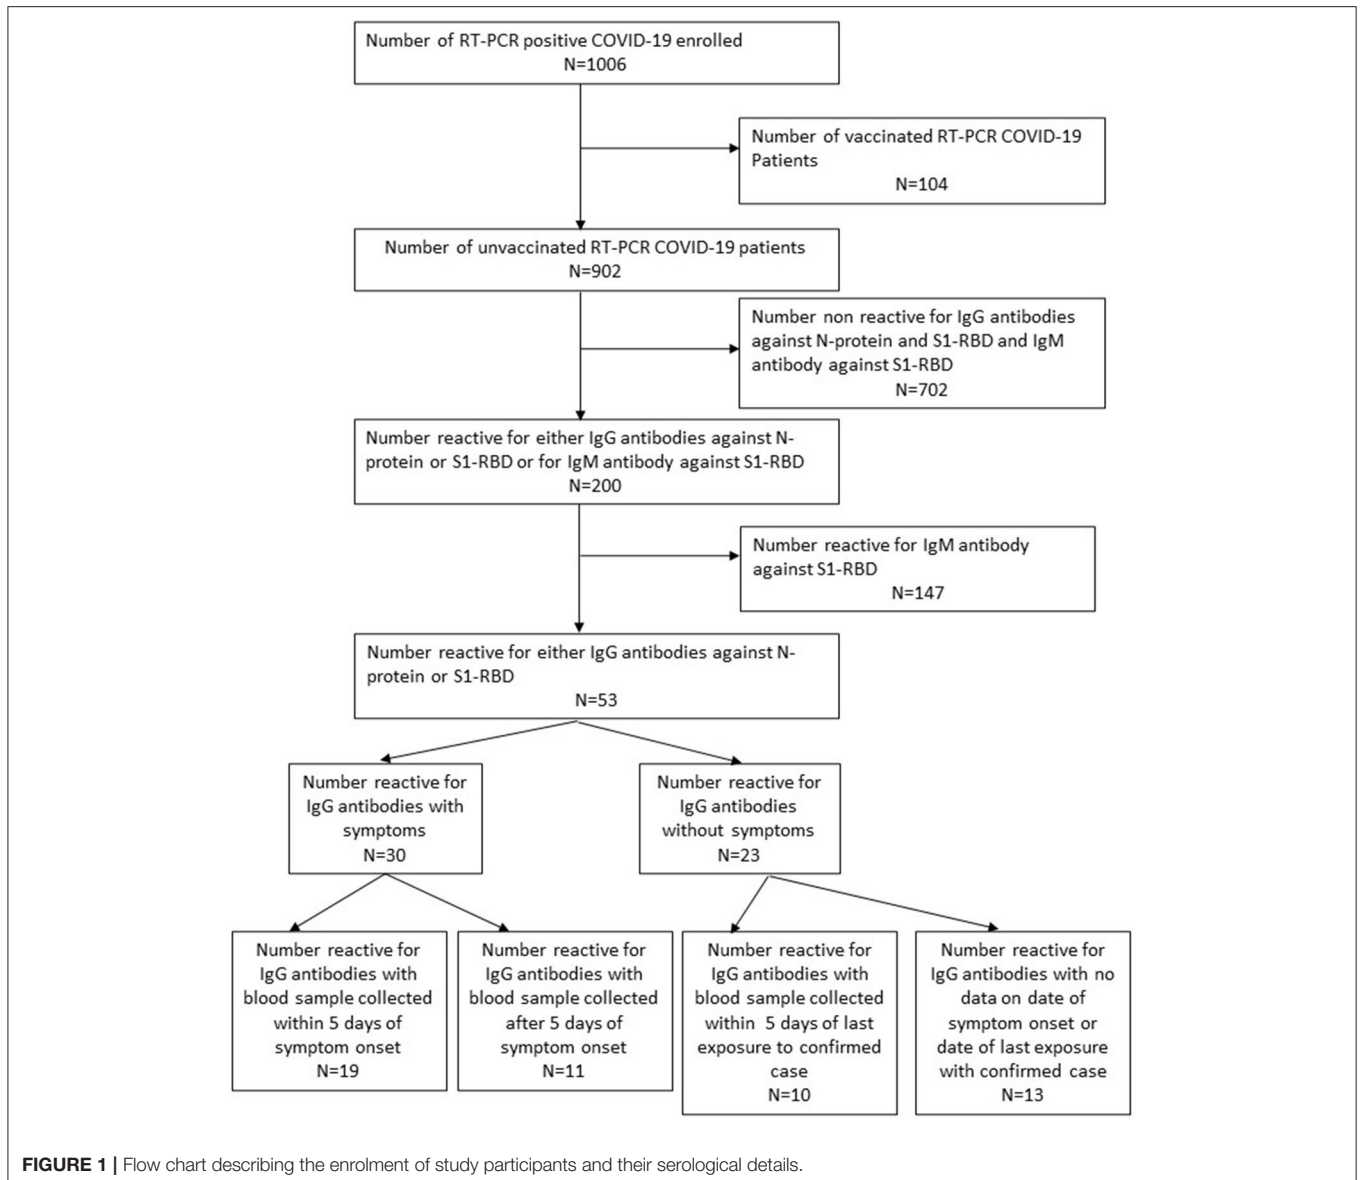 Number of RT-PCR positive COVID-19 enrolled
N=1006
Number of vaccinated RT-PCR COVID-19
Patients
N=104
Number of unvaccinated RT-PCR COVID-19 patients
N=902
Number non reactive for IgG antibodies
against N-protein and S1-RBD and IgM
antibody against S1-RBD
N=702
Number reactive for either IgG antibodies against N-
protein or S1-RBD or for IgM antibody against S1-RBD
N=200
Number reactive for IgM antibody
against S1-RBD
N=147
Number reactive for either IgG antibodies against N-
protein or S1-RBD
N=53
Number reactive for
IgG antibodies with
symptoms
N=30
Number reactive for
IgG antibodies
without symptoms
N=23
Number reactive for
IgG antibodies with
blood sample collected
within 5 days of
symptom onset
N=19
Number reactive for
IgG antibodies with
blood sample collected
after 5 days of
symptom onset
N=11
Number reactive for
IgG antibodies with
blood sample collected
within 5 days of last
exposure to confirmed
case
N=10
Number reactive for
IgG antibodies with no
data on date of
symptom onset or
date of last exposure
with confirmed case
N=13
FIGURE 1 | Flow chart describing the enrolment of study participants and their serological details.